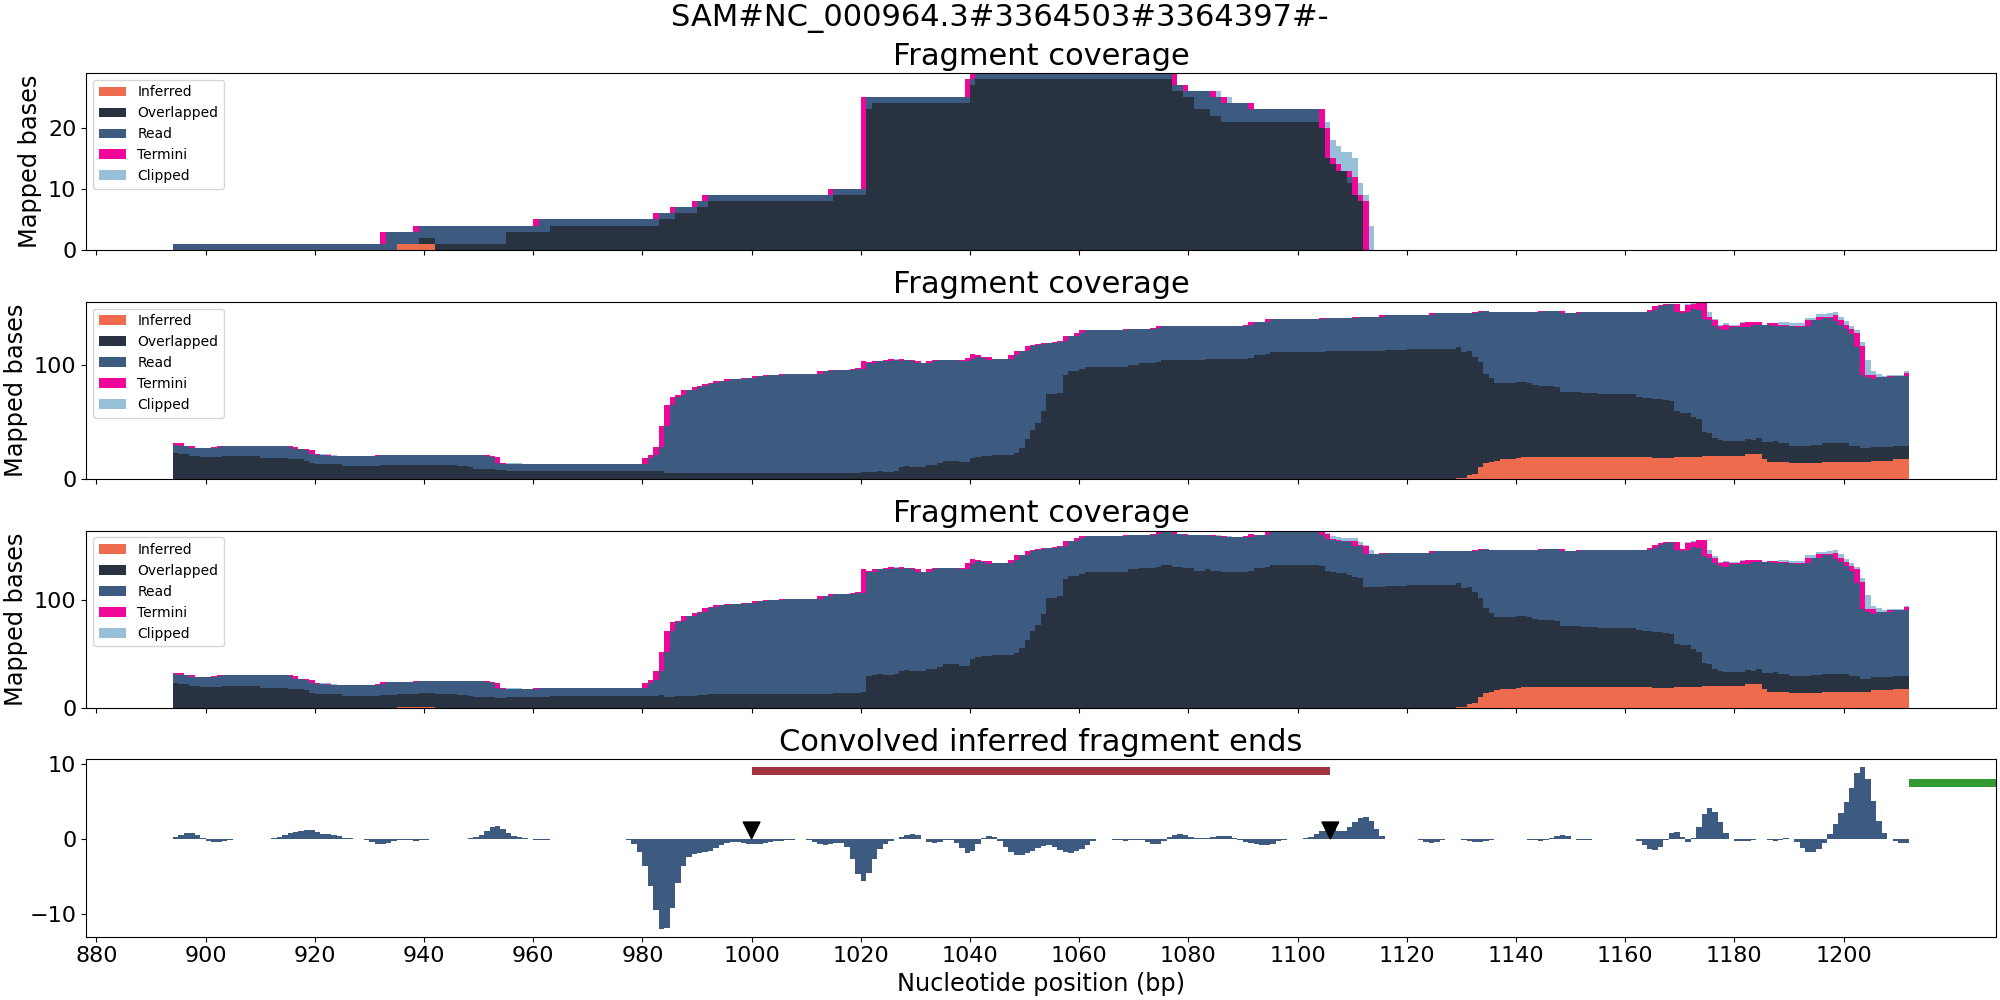 SAM#NC_000964.3#3364503#3364397#-
Fragment coverage
Mapped bases
20
10
0
Inferred
Overlapped
Read
Termini
Clipped
Fragment coverage
Mapped bases
100
0
Inferred
Overlapped
Read
Termini
Clipped
Fragment coverage
Mapped bases
100
0
Inferred
Overlapped
Read
Termini
Clipped
Convolved inferred fragment ends
10
0
−10
880 900 920 940 960 980 1000 1020 1040 1060 1080 1100 1120 1140 1160 1180 1200
Nucleotide position (bp)